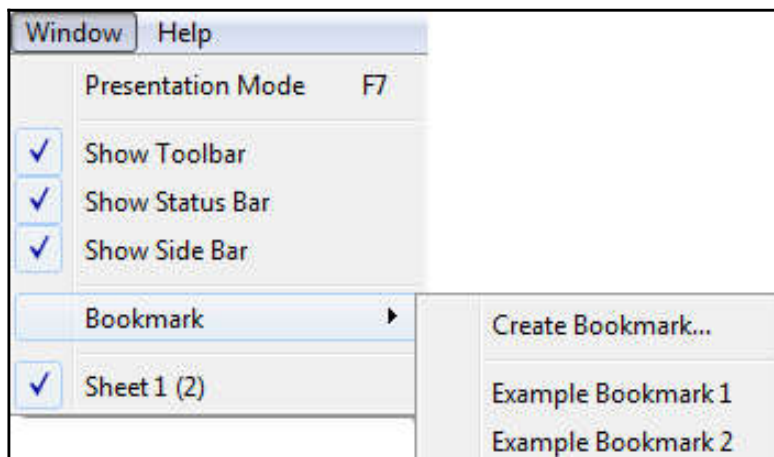 Window Help
Presentation Mode F7
Show Toolbar
Show Status Bar
Show Side Bar
Bookmark
Create Bookmark...
Sheet 1 (2)
Example Bookmark 1
Example Bookmark 2